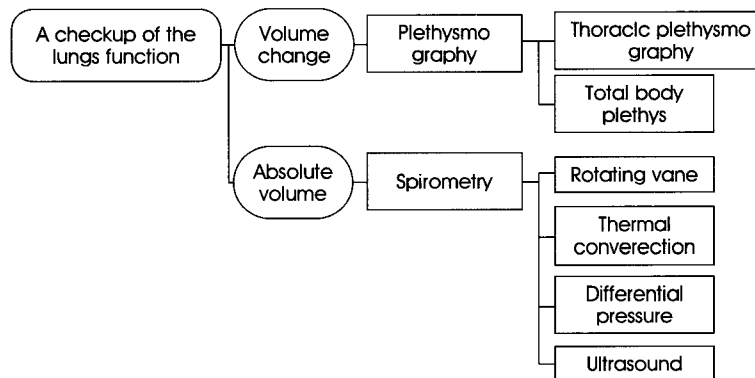 A checkup of the
lungs function
Volume
change
Plethysmo
graphy
Thoracic plethysmo
graphy
Total body
plethys
Absolute
volume
Spirometry
Rotating vane
Thermal
converection
Differential
pressure
Ultrasound